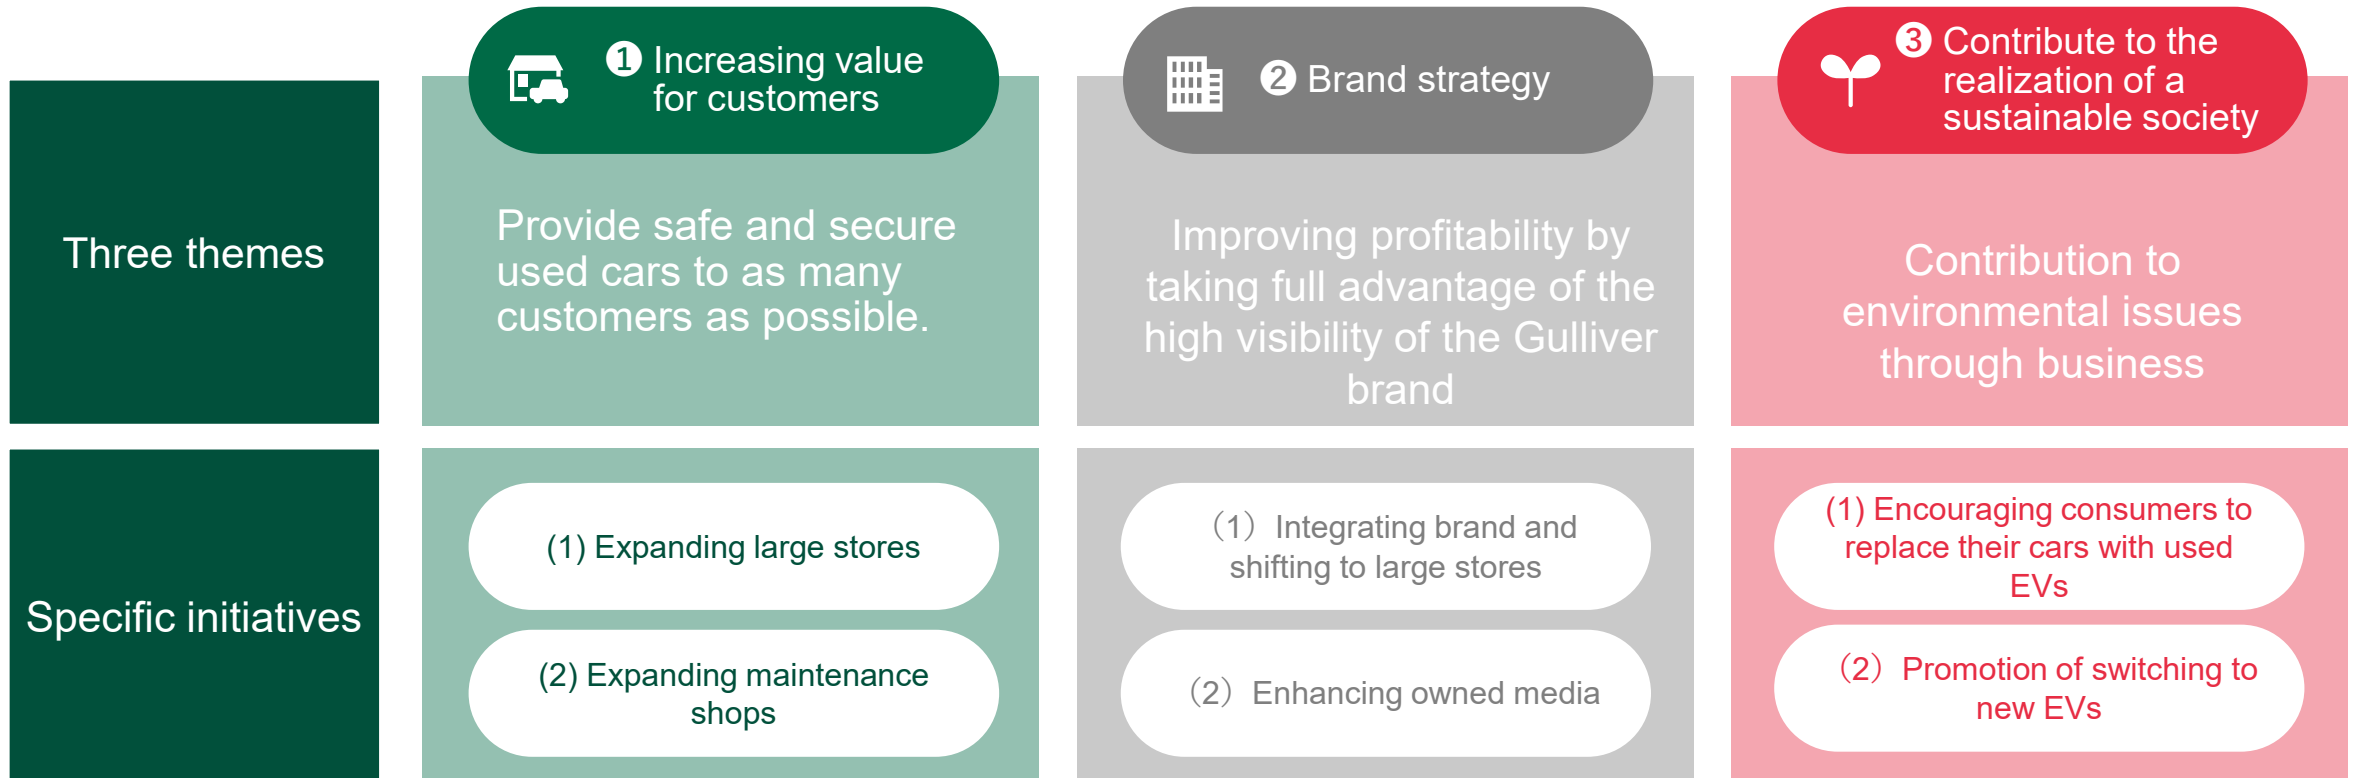 ❶ Increasing value
for customers
❷ Brand strategy
❸ Contribute to the
realization of a
sustainable society
Three themes
Provide safe and secure
used cars to as many
customers as possible.
Improving profitability by
taking full advantage of the
high visibility of the Gulliver
brand
Contribution to
environmental issues
through business
Specific initiatives
(1) Expanding large stores
(2) Expanding maintenance
shops
（1）Integrating brand and
shifting to large stores
（2）Enhancing owned media
(1) Encouraging consumers to
replace their cars with used
EVs
（2）Promotion of switching to
new EVs